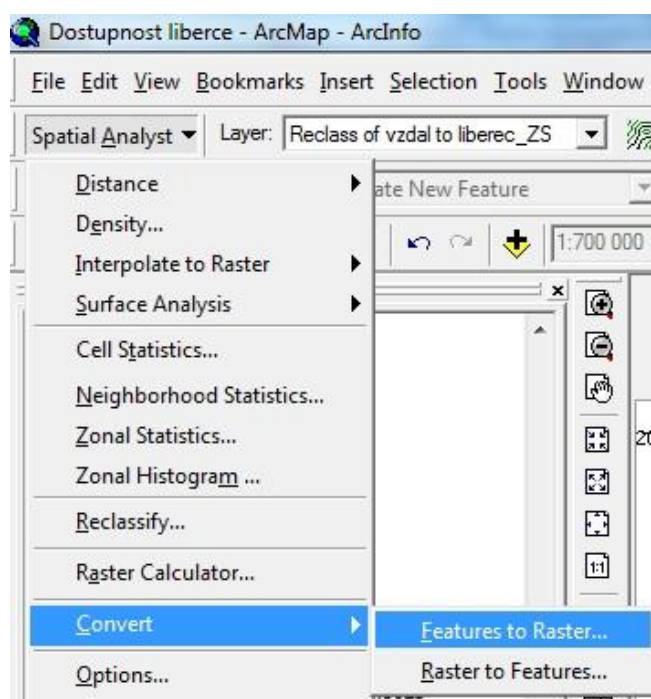 Dostupnost liberce - ArcMap - ArcInfo
File Edit View Bookmarks Insert Selection Tools Window
Spatial Analyst Layer: Reclass of vzdal to liberec_ZS
Distance
ate New Feature
Density...
1:700 000
Interpolate to Raster
Surface Analysis
Cell Statistics...
Neighborhood Statistics...
Zonal Statistics...
Zonal Histogram ...
Reclassify...
1:1
Raster Calculator...
Convert
Features to Raster...
Options...
Raster to Features...